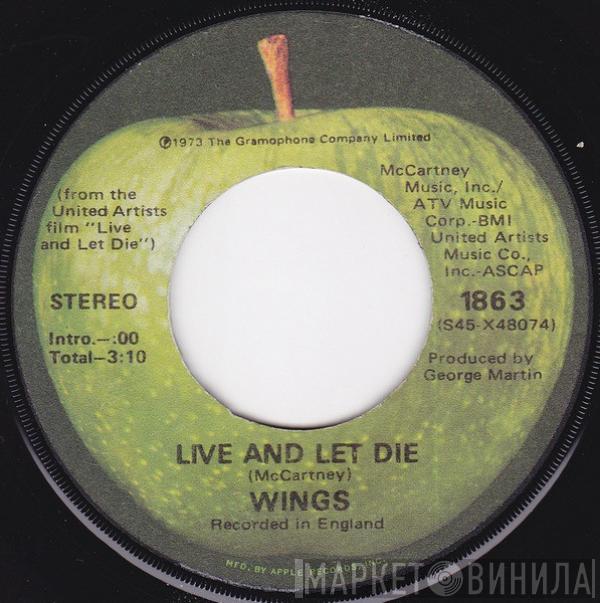 ℗1973 The Gramophone Company Limited
(from the
United Artists
film "Live
and Let Die")
McCartney
Music, Inc./
ATV Music
Corp.-BMI
United Artists
Music Co.,
Inc.-ASCAP
STEREO
1863
(S45-X48074)
Intro.—:00
Total—3:10
Produced by
George Martin
LIVE AND LET DIE
(McCartney)
WINGS
Recorded in England
MFG. BY APPLE RECORDS, INC.
МАРКЕТ ВИНИЛА